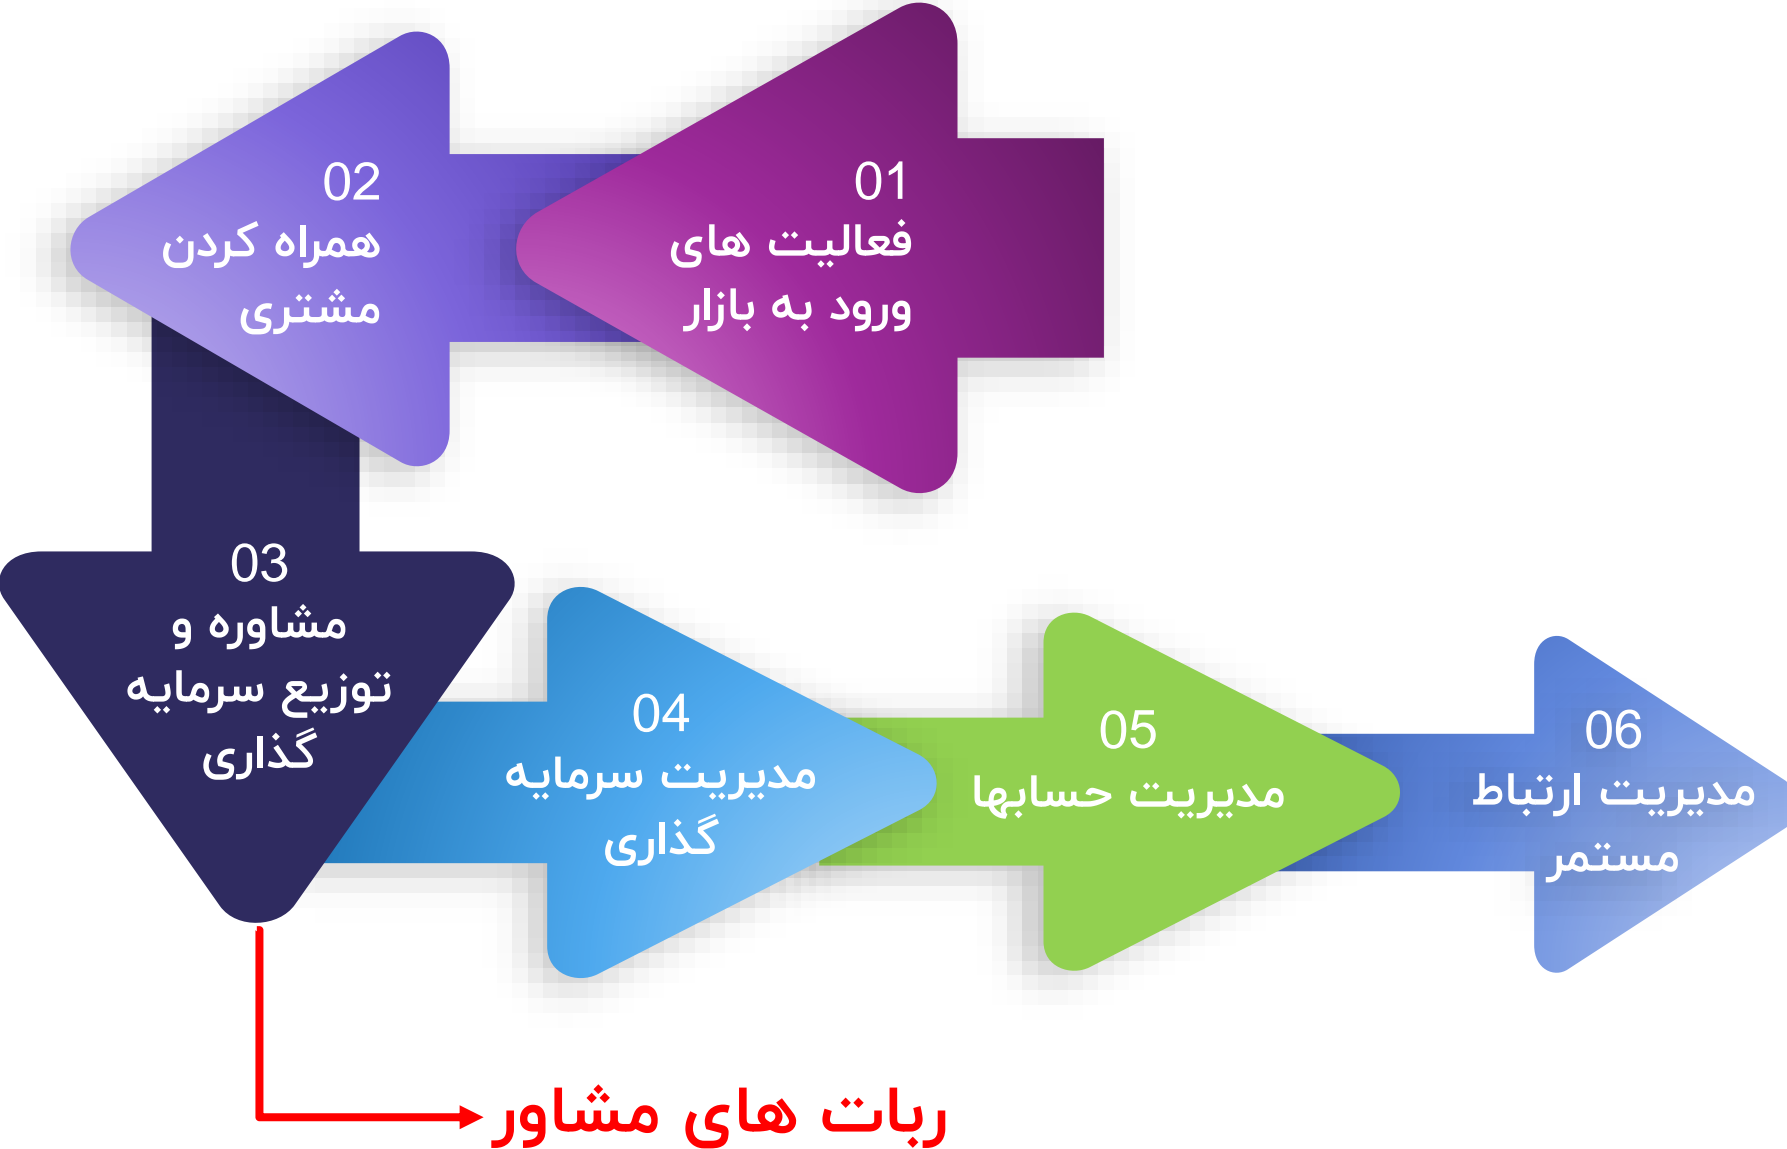 01
فعالیت های
ورود به بازار
02
همراه کردن
مشتری
03
مشاوره و
توزیع سرمایه
گذاری
04
مدیریت سرمایه
گذاری
05
مدیریت حسابها
06
مدیریت ارتباط
مستمر
ربات های مشاور